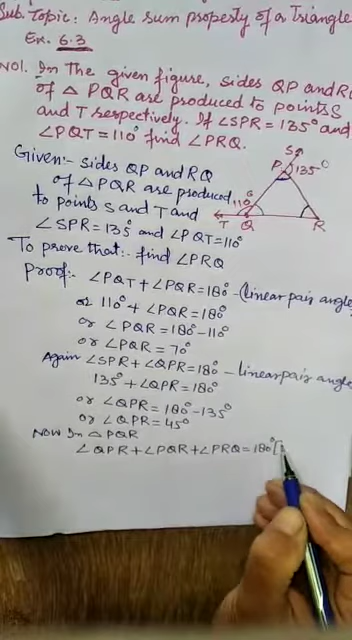 Sub. Topic: Angle sum property of a Triangle
Ex. 6.3
No1. In The given figure, sides QP and RQ
of △ PQR are produced to points S
and T respectively. If ∠SPR = 135° and
∠PQT = 110° find ∠PRQ.
Given:- Sides QP and RQ
of △ PQR are produced
to points S and T and
∠SPR = 135° and ∠PQT = 110°
S
P
135°
110°
T
Q
R
To prove that:- find ∠PRQ
Proof:- ∠PQT + ∠PQR = 180° - (linear pair angle
or 110° + ∠PQR = 180°
or ∠PQR = 180° - 110°
or ∠PQR = 70°
Again ∠SPR + ∠QPR = 180° - linear pair angle
135° + ∠QPR = 180°
or ∠QPR = 180° - 135°
or ∠QPR = 45°
Now In △ PQR
∠QPR + ∠PQR + ∠PRQ = 180° [